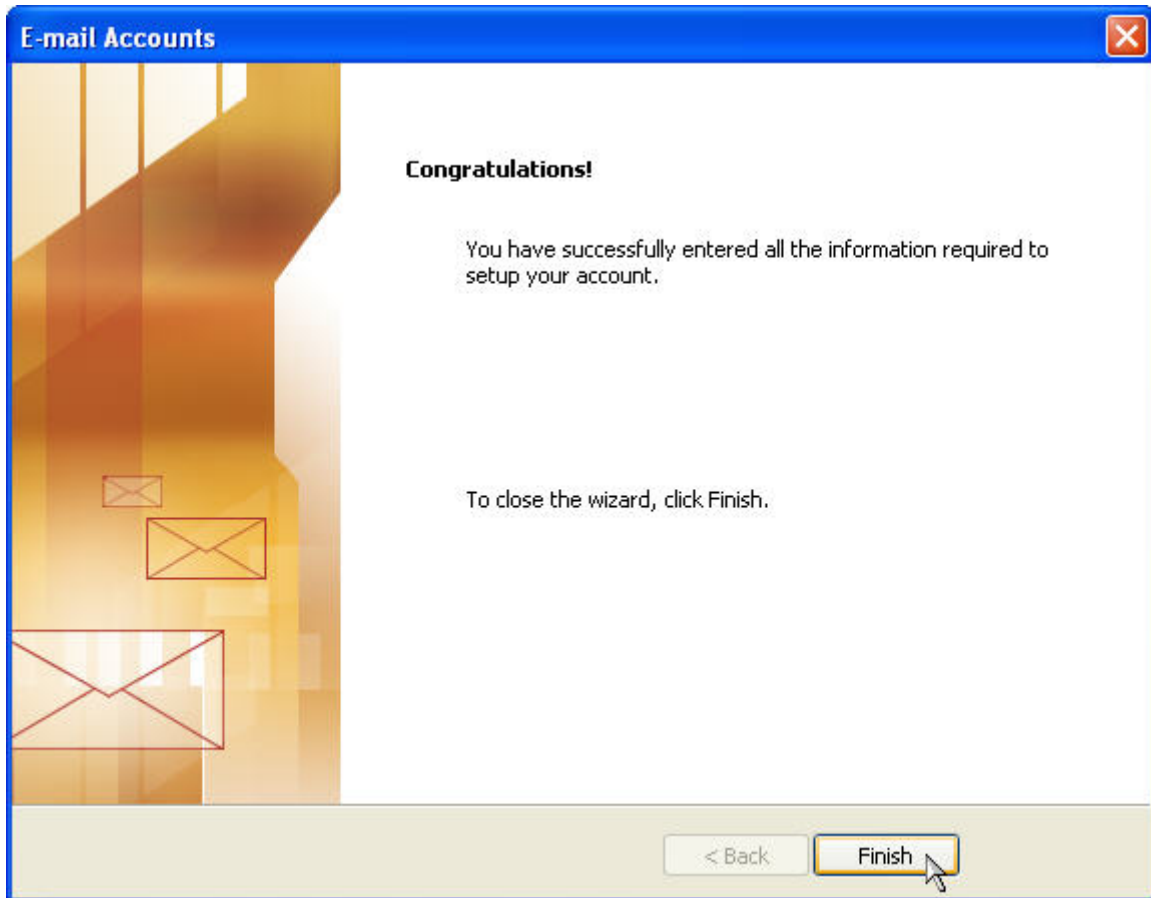 E-mail Accounts
Congratulations!
You have successfully entered all the information required to
setup your account.
To close the wizard, click Finish.
< Back
Finish